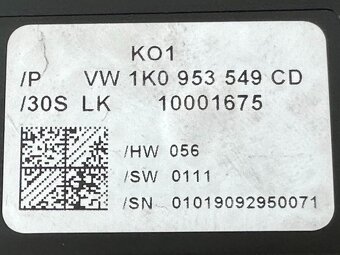 KO1
/P VW 1K0 953 549 CD
/30S LK 10001675
/HW 056
/SW 0111
/SN 01019092950071